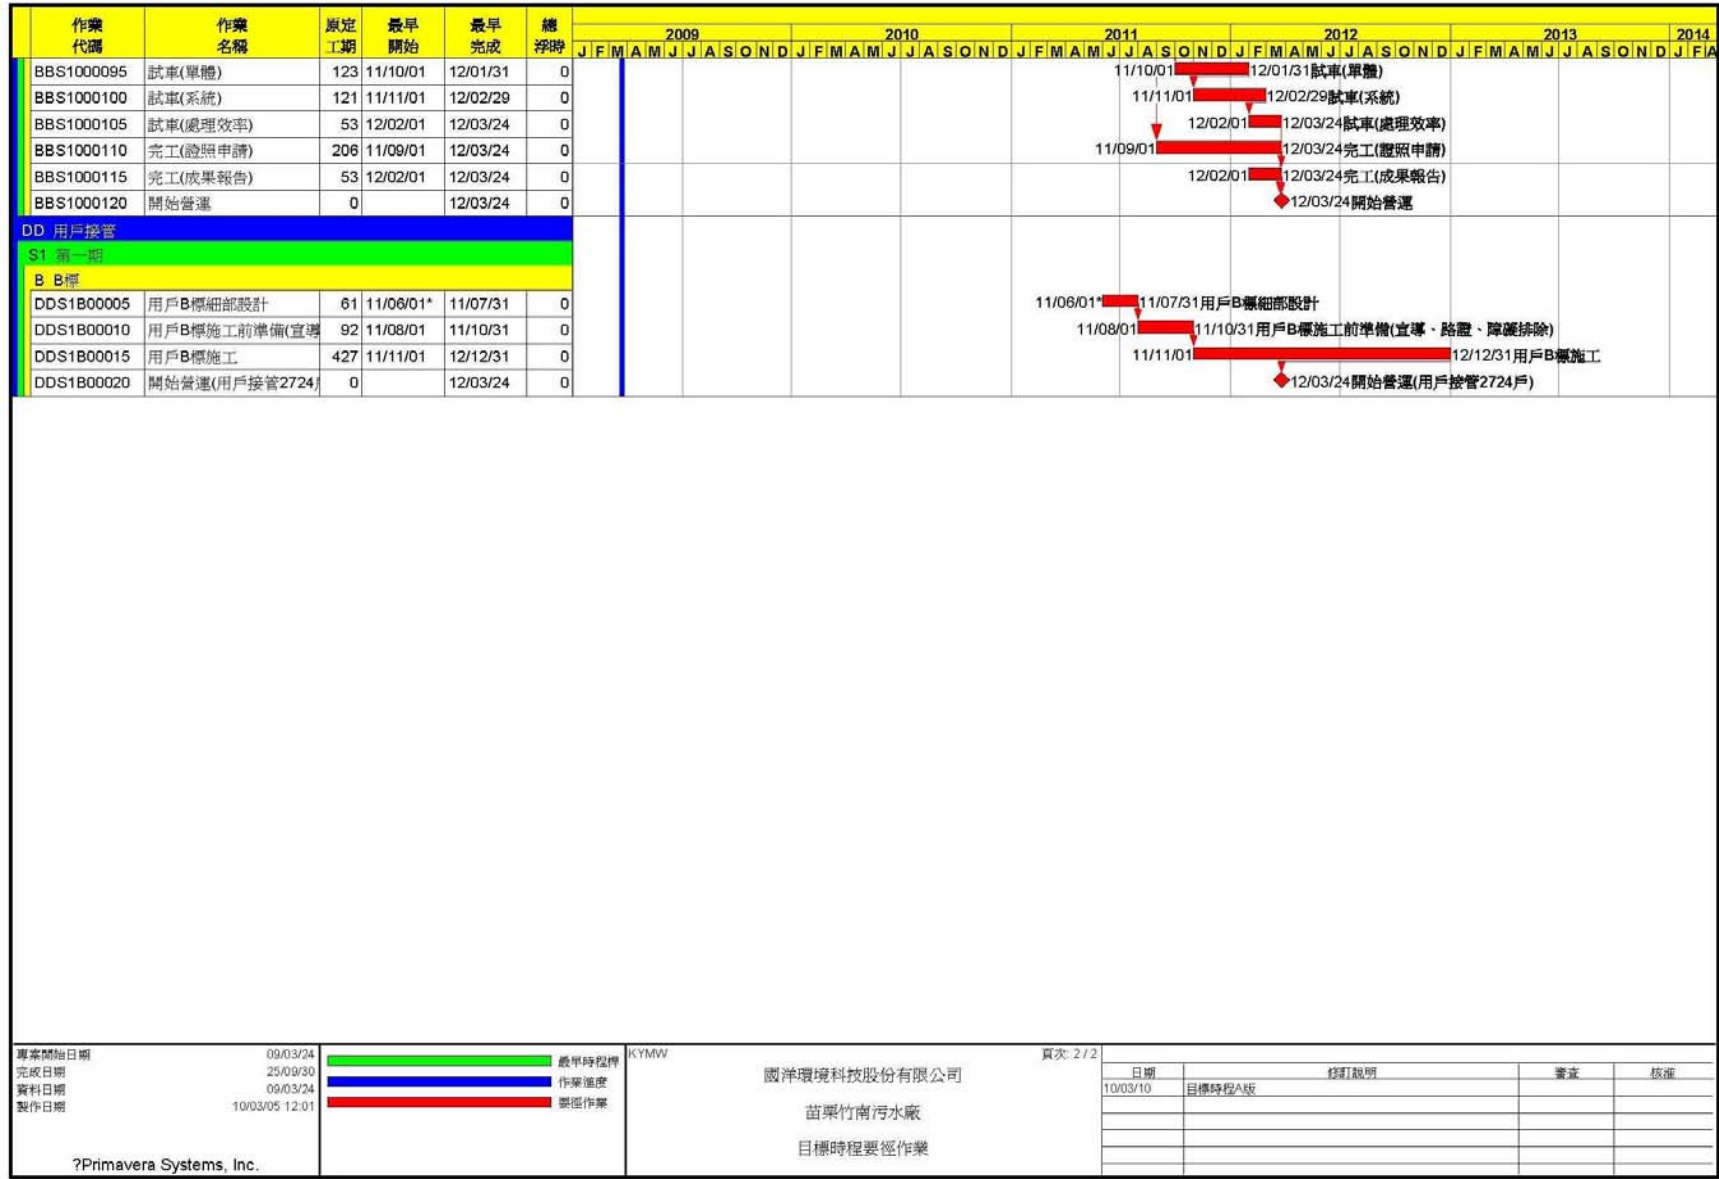 作業 作業 原定 最早 最早 總
代碼 名稱 工期 開始 完成 浮時
2009 2010 2011 2012 2013 2014
J F M A M J J A S O N D J F M A M J J A S O N D J F M A M J J A S O N D J F M A M J J A S O N D J F M A M J J A S O N D J F A
BBS1000095 試車(單體) 123 11/10/01 12/01/31 0 11/10/01 12/01/31試車(單體)
BBS1000100 試車(系統) 121 11/11/01 12/02/29 0 11/11/01 12/02/29試車(系統)
BBS1000105 試車(處理效率) 53 12/02/01 12/03/24 0 12/02/01 12/03/24試車(處理效率)
BBS1000110 完工(證照申請) 206 11/09/01 12/03/24 0 11/09/01 12/03/24完工(證照申請)
BBS1000115 完工(成果報告) 53 12/02/01 12/03/24 0 12/02/01 12/03/24完工(成果報告)
BBS1000120 開始營運 0 12/03/24 0 12/03/24開始營運
DD 用戶接管
S1 第一期
B B標
DDS1B00005 用戶B標細部設計 61 11/06/01* 11/07/31 0 11/06/01* 11/07/31用戶B標細部設計
DDS1B00010 用戶B標施工前準備(宣導 92 11/08/01 11/10/31 0 11/08/01 11/10/31用戶B標施工前準備(宣導、路證、障礙排除)
DDS1B00015 用戶B標施工 427 11/11/01 12/12/31 0 11/11/01 12/12/31用戶B標施工
DDS1B00020 開始營運(用戶接管2724 0 12/03/24 0 12/03/24開始營運(用戶接管2724戶)
專案開始日期 09/03/24
完成日期 25/09/30
資料日期 09/03/24
製作日期 10/03/05 12:01
?Primavera Systems, Inc.
最早時程桿
作業進度
要徑作業
KYMW 頁次: 2 / 2
國洋環境科技股份有限公司
苗栗竹南污水廠
目標時程要徑作業
日期 修訂說明 審查 核准
10/03/10 目標時程A版